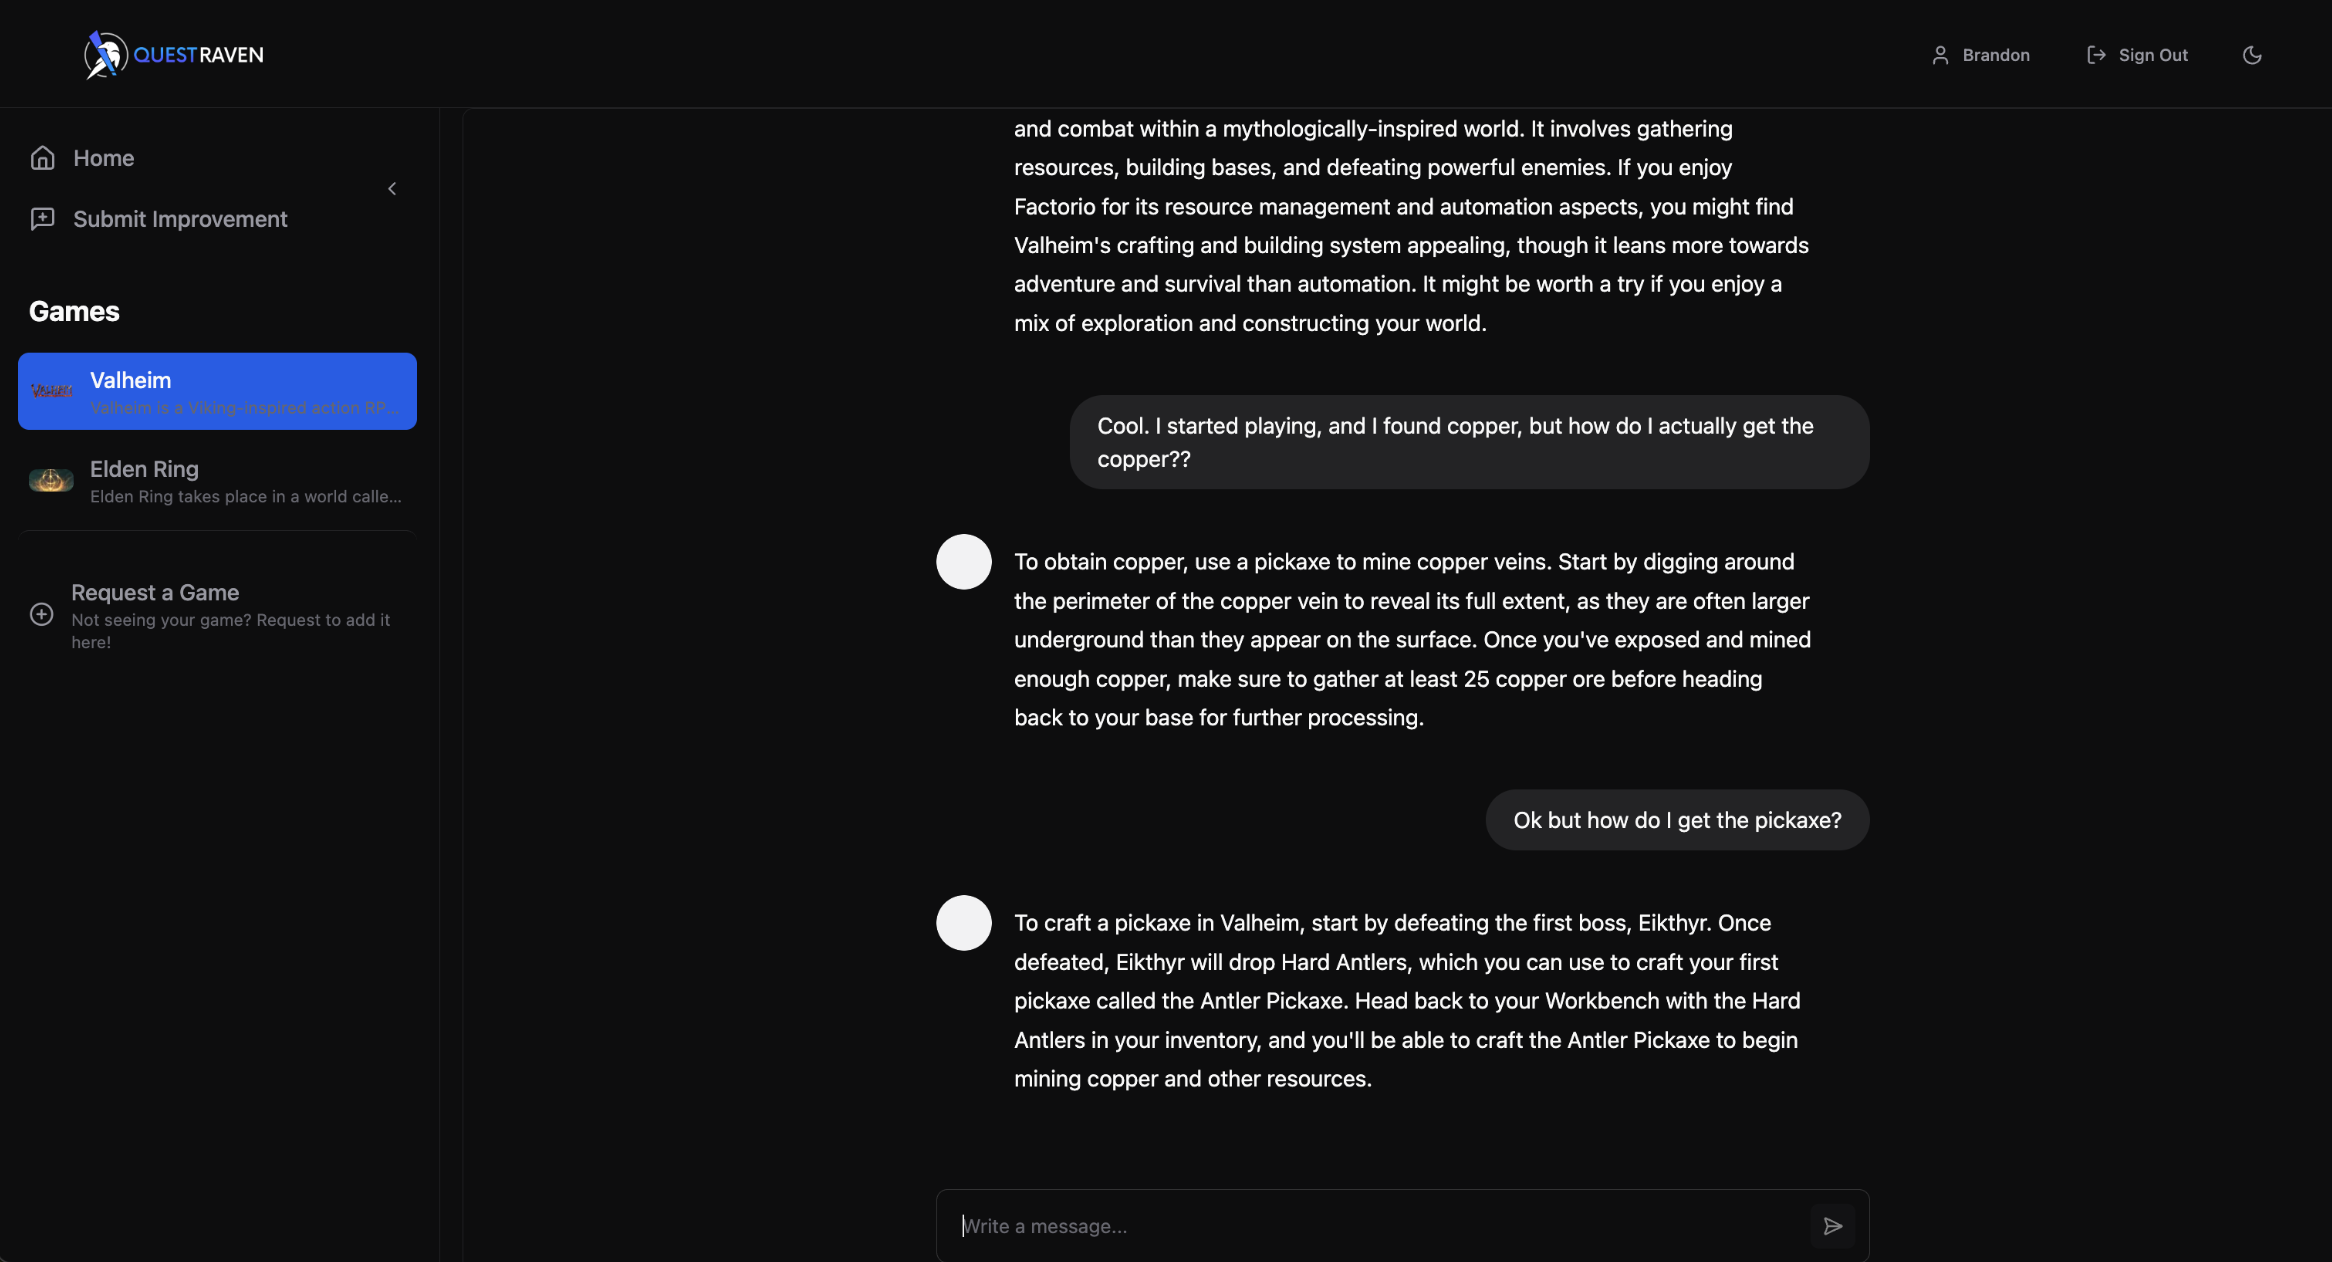 QUESTRAVEN
Brandon
Sign Out
Home
Submit Improvement
Games
VALHEIM
Valheim
Valheim is a Viking-inspired action RP...
Elden Ring
Elden Ring takes place in a world calle...
Request a Game
Not seeing your game? Request to add it
here!
and combat within a mythologically-inspired world. It involves gathering
resources, building bases, and defeating powerful enemies. If you enjoy
Factorio for its resource management and automation aspects, you might find
Valheim's crafting and building system appealing, though it leans more towards
adventure and survival than automation. It might be worth a try if you enjoy a
mix of exploration and constructing your world.
Cool. I started playing, and I found copper, but how do I actually get the
copper??
To obtain copper, use a pickaxe to mine copper veins. Start by digging around
the perimeter of the copper vein to reveal its full extent, as they are often larger
underground than they appear on the surface. Once you've exposed and mined
enough copper, make sure to gather at least 25 copper ore before heading
back to your base for further processing.
Ok but how do I get the pickaxe?
To craft a pickaxe in Valheim, start by defeating the first boss, Eikthyr. Once
defeated, Eikthyr will drop Hard Antlers, which you can use to craft your first
pickaxe called the Antler Pickaxe. Head back to your Workbench with the Hard
Antlers in your inventory, and you'll be able to craft the Antler Pickaxe to begin
mining copper and other resources.
Write a message...